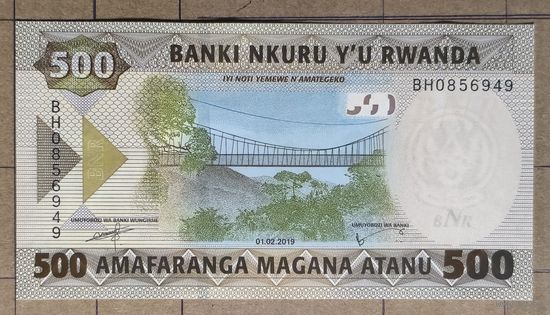 500
BANKI NKURU Y'U RWANDA
IYI NOTI YEMEWE N'AMATEGEKO
BH0856949
BH0856949
BNR
UMUYOBOZI WA BANKI WUNGIRIJE
UMUYOBOZI WA BANKI
BNR
01.02.2019
500 AMAFARANGA MAGANA ATANU 500